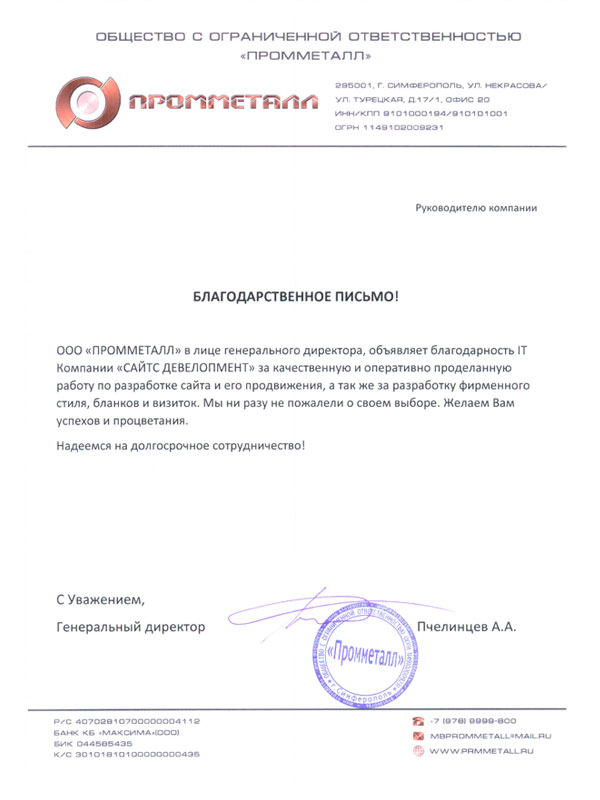 ОБЩЕСТВО С ОГРАНИЧЕННОЙ ОТВЕТСТВЕННОСТЬЮ
«ПРОММЕТАЛЛ»
ПРОММЕТАЛЛ
295001, Г. СИМФЕРОПОЛЬ, УЛ. НЕКРАСОВА/
УЛ. ТУРЕЦКАЯ, Д.17/1, ОФИС 20
ИНН/КПП 9101000194/910101001
ОГРН 1149102009231
Руководителю компании
БЛАГОДАРСТВЕННОЕ ПИСЬМО!
ООО «ПРОММЕТАЛЛ» в лице генерального директора, объявляет благодарность IT
Компании «САЙТС ДЕВЕЛОПМЕНТ» за качественную и оперативно проделанную
работу по разработке сайта и его продвижения, а так же за разработку фирменного
стиля, бланков и визиток. Мы ни разу не пожалели о своем выборе. Желаем Вам
успехов и процветания.
Надеемся на долгосрочное сотрудничество!
С Уважением,
Генеральный директор
Пчелинцев А.А.
ОБЩЕСТВО С ОГРАНИЧЕННОЙ ОТВЕТСТВЕННОСТЬЮ
«Промметалл»
г. Симферополь
Р/С 40702810700000004112
БАНК КБ «МАКСИМА»(ООО)
БИК 044585435
К/С 30101810100000000435
-7 (978) 9999-800
MBPROMMETALL@MAIL.RU
WWW.PRMMETALL.RU